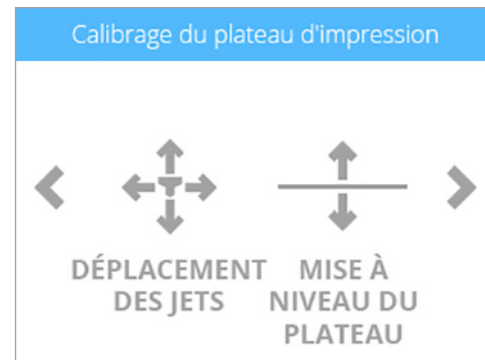 Calibrage du plateau d'impression
DÉPLACEMENT
DES JETS
MISE À
NIVEAU DU
PLATEAU